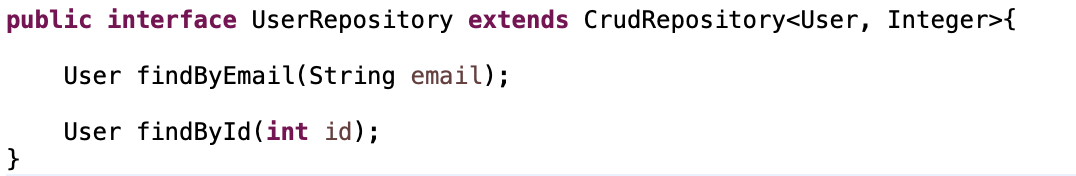 public interface UserRepository extends CrudRepository<User, Integer>{
User findByEmail(String email);
User findById(int id);
}